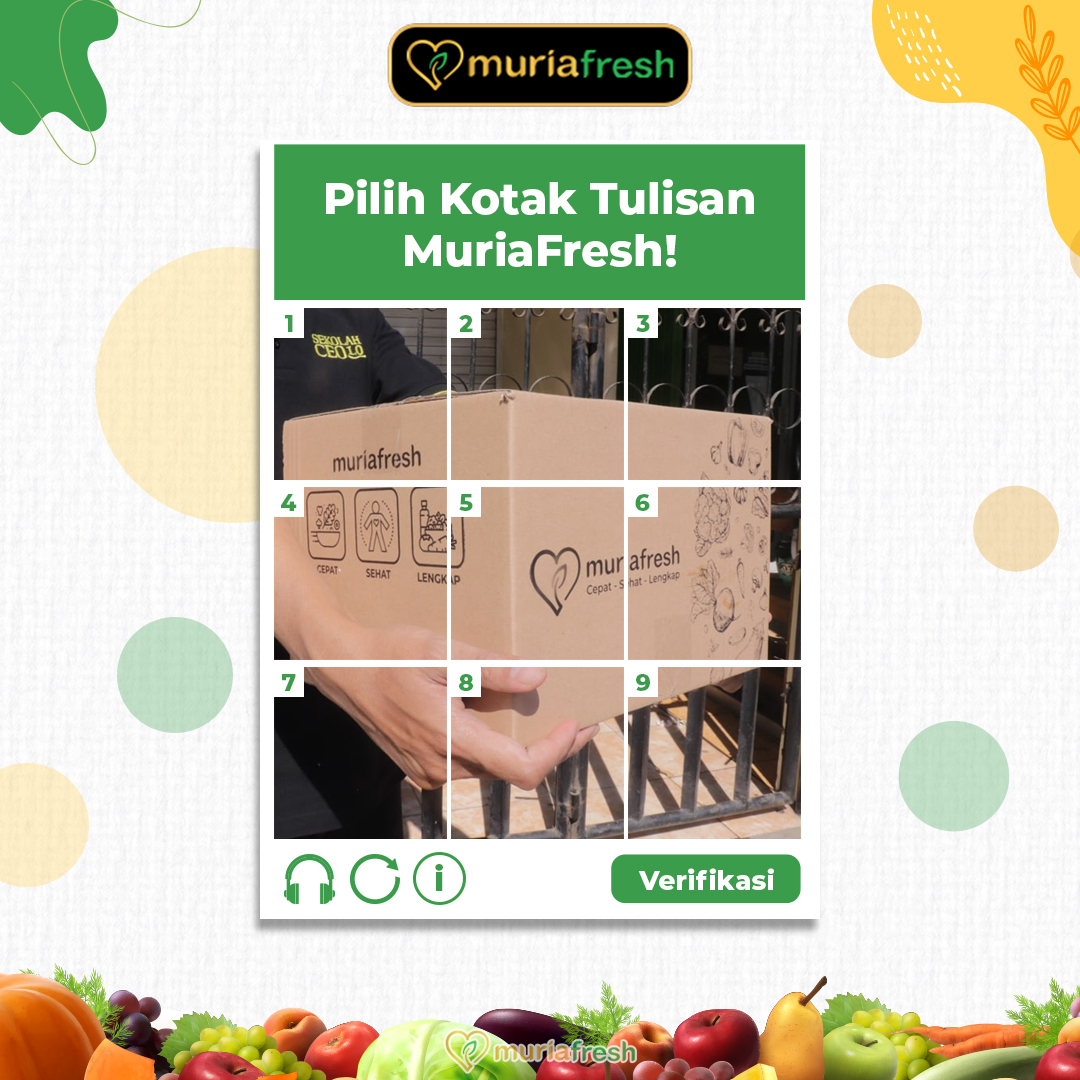 muriafresh
Pilih Kotak Tulisan
MuriaFresh!
1
2
3
SEKOLAH
CEO
muriafresh
4
5
6
CEPAT
SEHAT
LENGKAP
muriafresh
Cepat - Sehat - Lengkap
7
8
9
i
Verifikasi
muriafresh